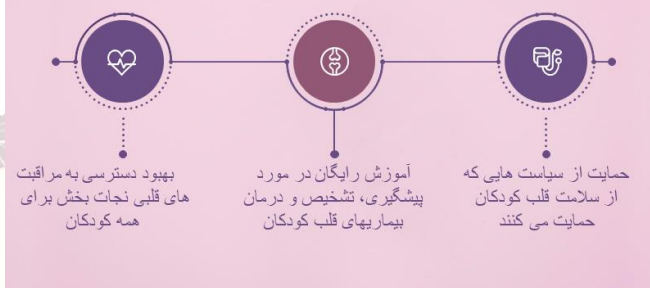 حمایت از سیاست هایی که
از سلامت قلب کودکان
حمایت می کنند
آموزش رایگان در مورد
پیشگیری، تشخیص و درمان
بیماریهای قلب کودکان
بهبود دسترسی به مراقبت
های قلبی نجات بخش برای
همه کودکان